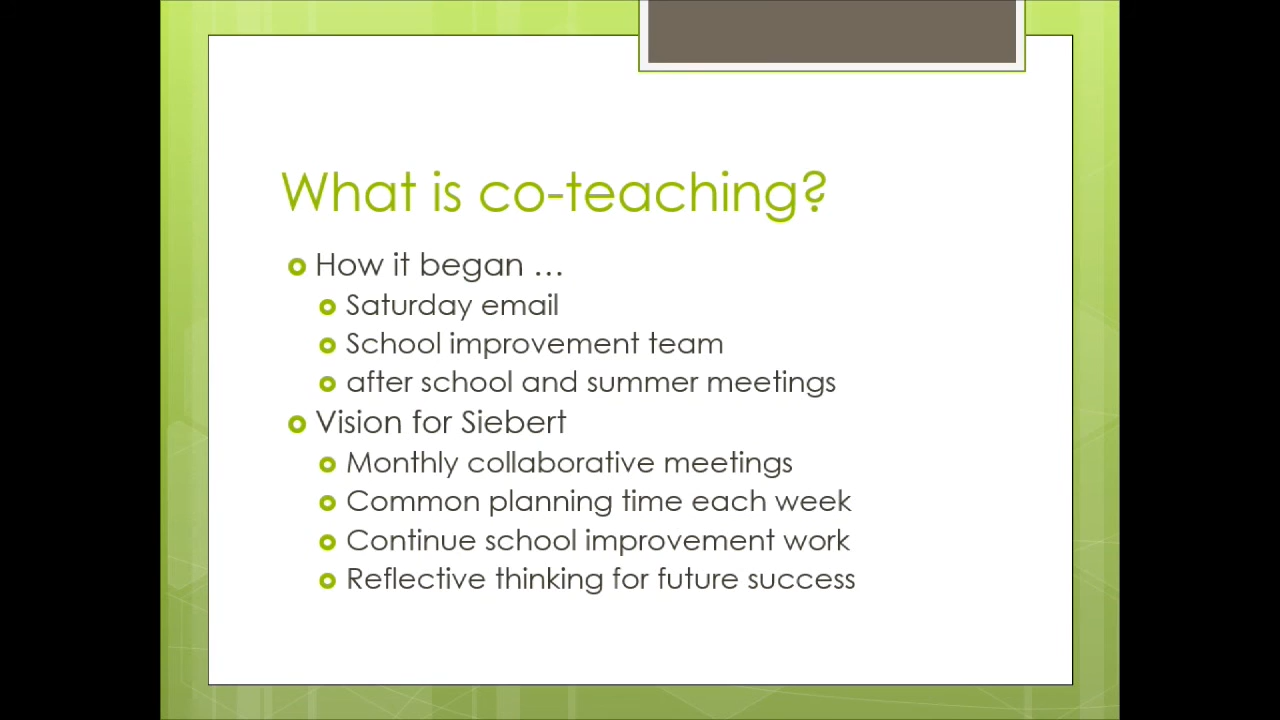 What is co-teaching?
How it began …
Saturday email
School improvement team
after school and summer meetings
Vision for Siebert
Monthly collaborative meetings
Common planning time each week
Continue school improvement work
Reflective thinking for future success